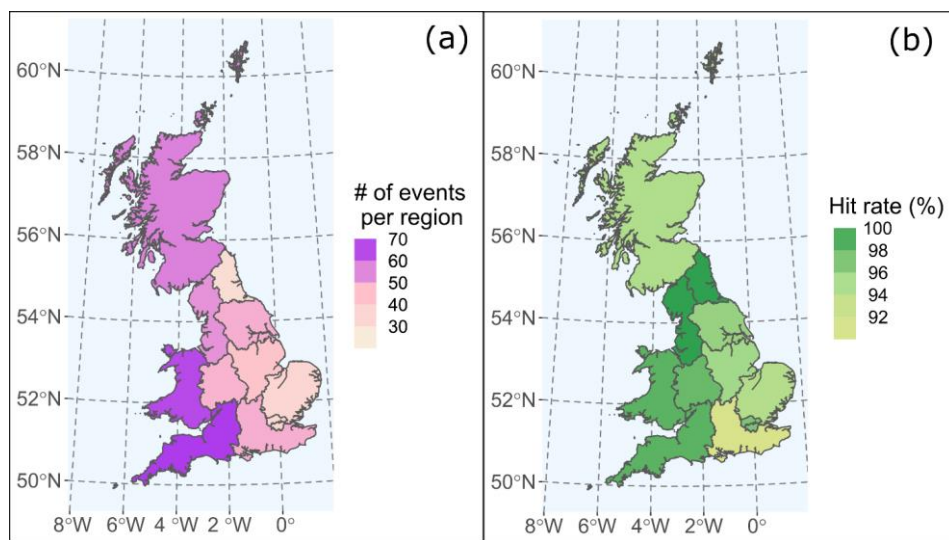 (a)
60°N
58°N
56°N
54°N
52°N
50°N
8°W 6°W 4°W 2°W 0°
# of events
per region
70
60
50
40
30
(b)
60°N
58°N
56°N
54°N
52°N
50°N
8°W 6°W 4°W 2°W 0°
Hit rate (%)
100
98
96
94
92